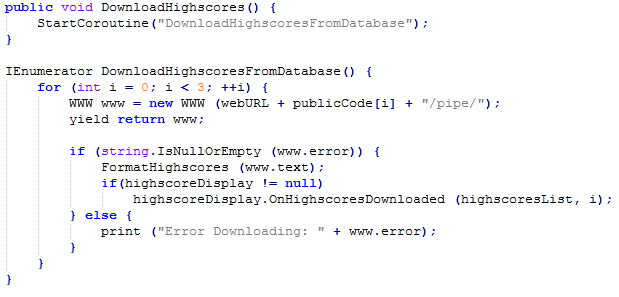 public void DownloadHighscores() {
    StartCoroutine("DownloadHighscoresFromDatabase");
}

IEnumerator DownloadHighscoresFromDatabase() {
    for (int i = 0; i < 3; ++i) {
        WWW www = new WWW (webURL + publicCode[i] + "/pipe/");
        yield return www;

        if (string.IsNullOrEmpty (www.error)) {
            FormatHighscores (www.text);
            if(highscoreDisplay != null)
                highscoreDisplay.OnHighscoresDownloaded (highscoresList, i);
        } else {
            print ("Error Downloading: " + www.error);
        }
    }
}